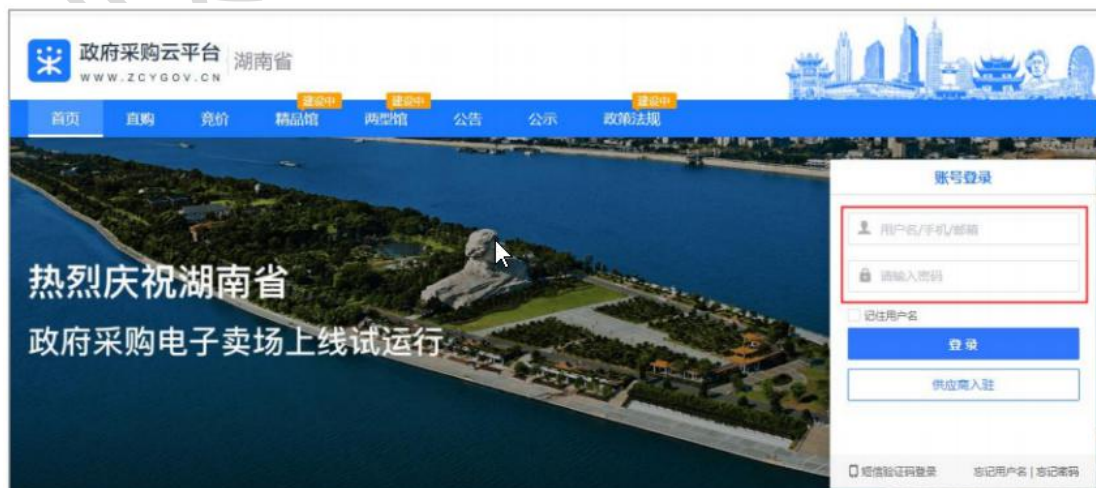 政府采购云平台 湖南省
WWW.ZCYGOV.CN
建设中 建设中 建设中
首页 直购 竞价 精品馆 两型馆 公告 公示 政策法规
账号登录
用户名/手机/邮箱
请输入密码
记住用户名
登录
供应商入驻
短信验证码登录 忘记用户名 | 忘记密码
热烈庆祝湖南省
政府采购电子卖场上线试运行